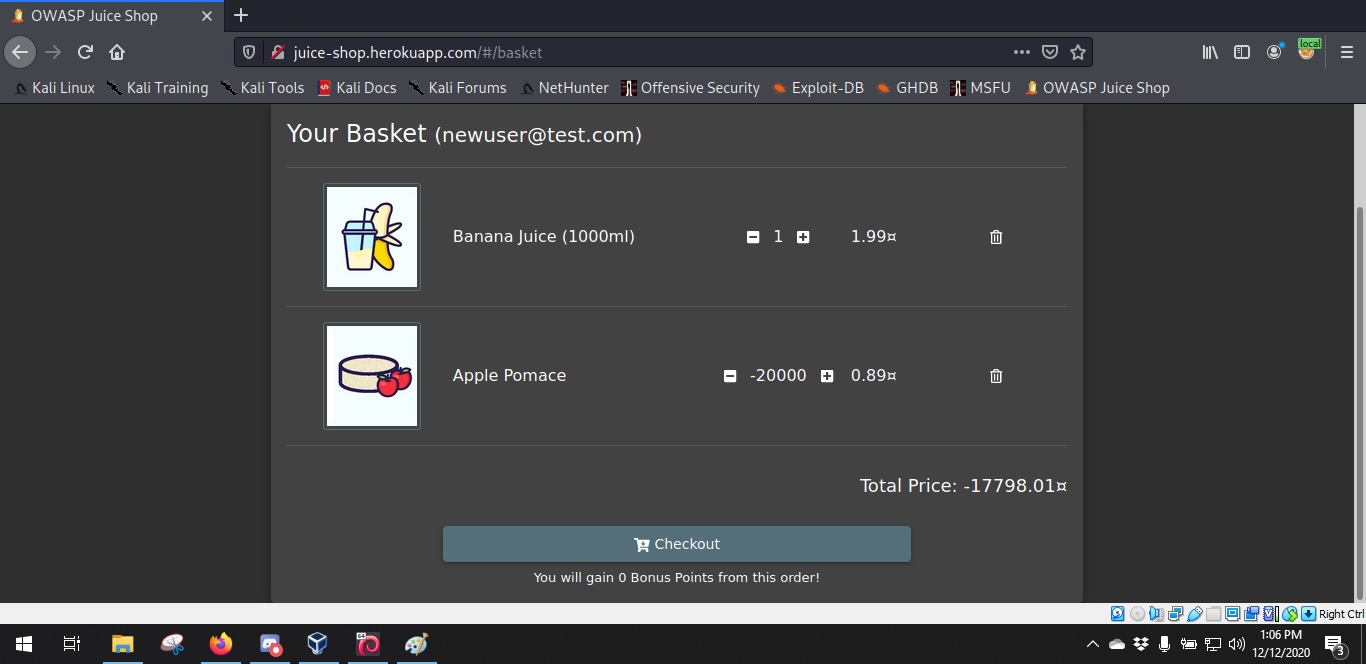 OWASP Juice Shop
juice-shop.herokuapp.com/#/basket
local
Kali Linux Kali Training Kali Tools Kali Docs Kali Forums NetHunter Offensive Security Exploit-DB GHDB MSFU OWASP Juice Shop
Your Basket (newuser@test.com)
Banana Juice (1000ml) 1 1.99¤
Apple Pomace -20000 0.89¤
Total Price: -17798.01¤
Checkout
You will gain 0 Bonus Points from this order!
Right Ctrl
64
1:06 PM
12/12/2020
3